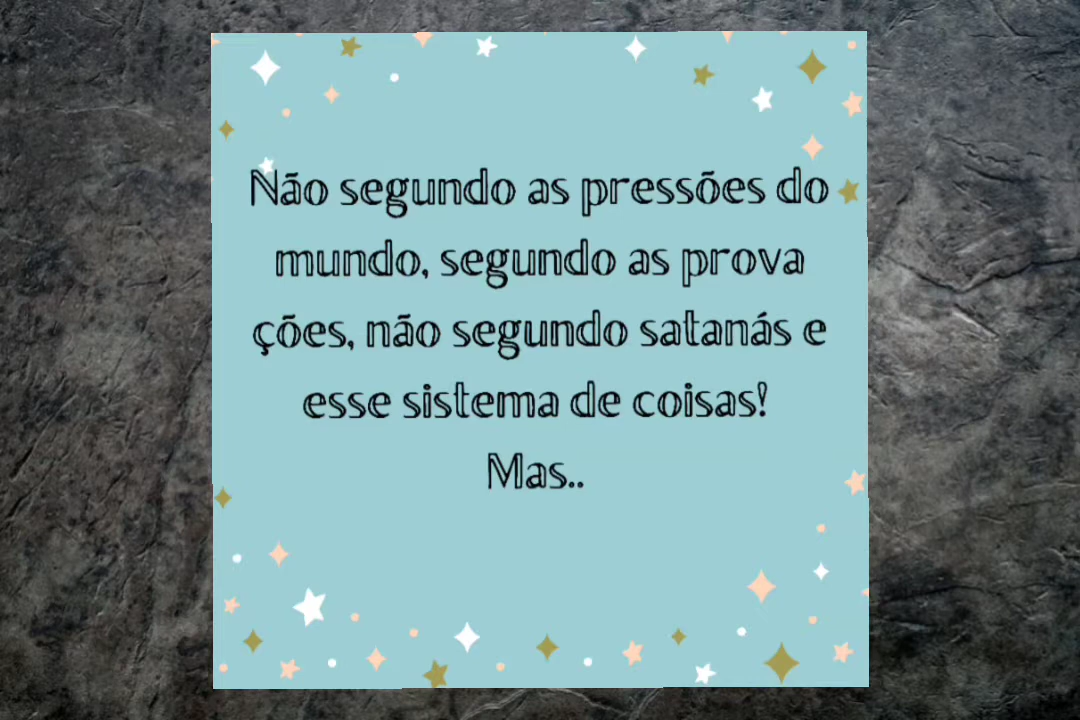 Não segundo as pressões do
mundo, segundo as prova
ções, não segundo satanás e
esse sistema de coisas!
Mas..